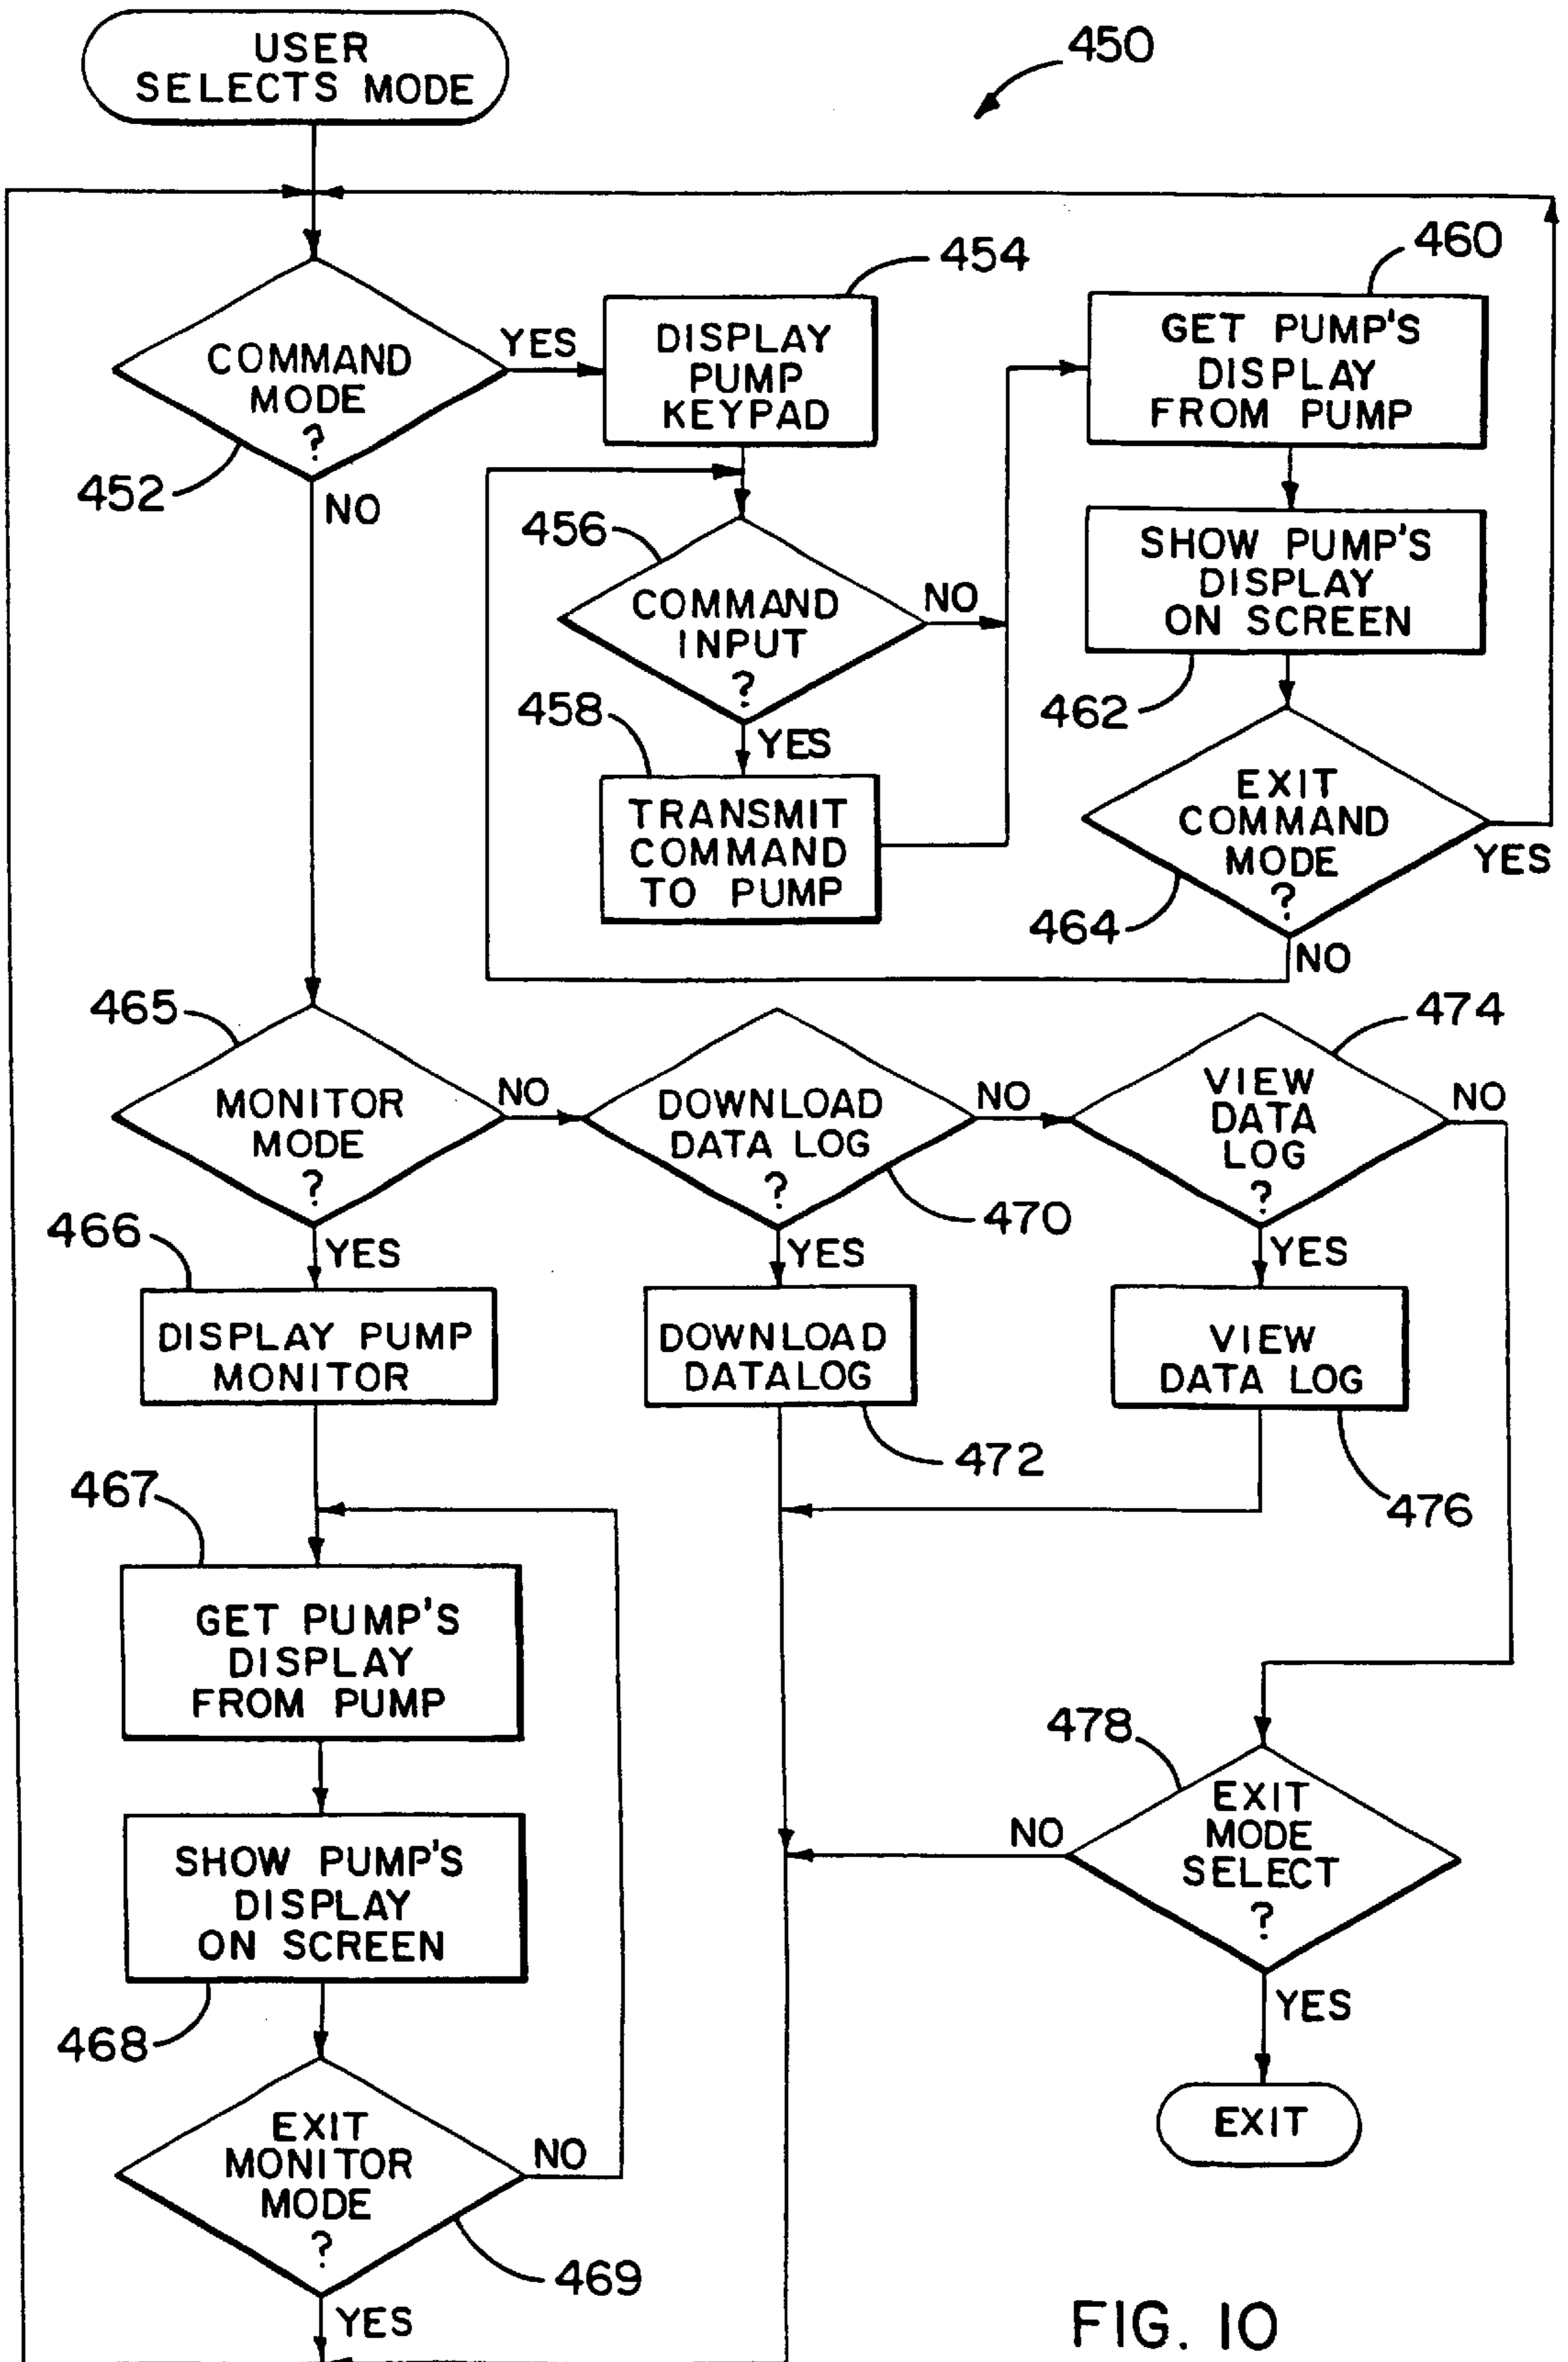 USER
SELECTS MODE
450
COMMAND
MODE
?
452
YES
NO
454
DISPLAY
PUMP
KEYPAD
456
COMMAND
INPUT
?
NO
YES
458
TRANSMIT
COMMAND
TO PUMP
460
GET PUMP'S
DISPLAY
FROM PUMP
SHOW PUMP'S
DISPLAY
ON SCREEN
462
EXIT
COMMAND
MODE
?
YES
464
NO
465
MONITOR
MODE
?
NO
YES
DOWNLOAD
DATA LOG
?
470
NO
YES
474
VIEW
DATA
LOG
?
NO
YES
466
DISPLAY PUMP
MONITOR
DOWNLOAD
DATALOG
472
VIEW
DATA LOG
476
467
GET PUMP'S
DISPLAY
FROM PUMP
SHOW PUMP'S
DISPLAY
ON SCREEN
468
EXIT
MONITOR
MODE
?
NO
469
YES
478
EXIT
MODE
SELECT
?
NO
YES
EXIT
FIG. 10